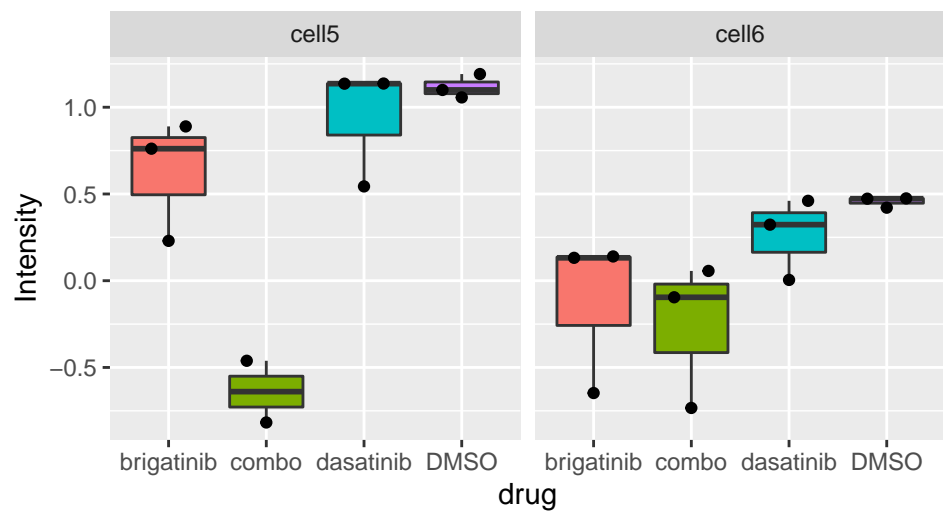 cell5 cell6
Intensity
1.0
0.5
0.0
−0.5
brigatinib combo dasatinib DMSO brigatinib combo dasatinib DMSO
drug